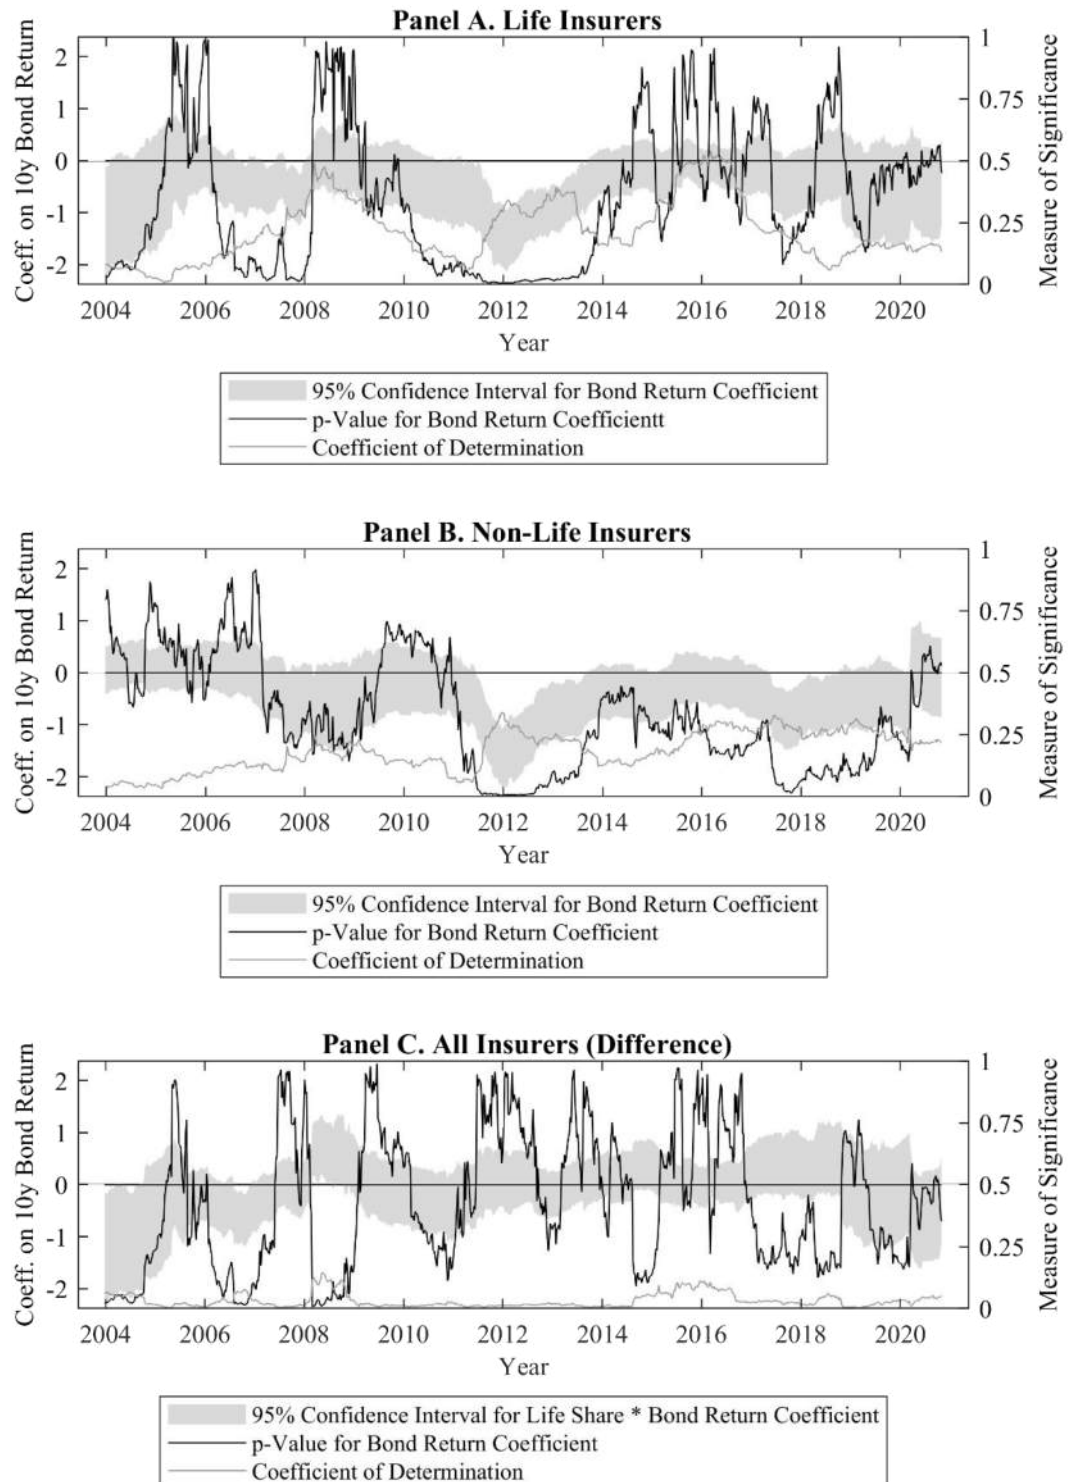 Panel A. Life Insurers
Coeff. on 10y Bond Return
2
1
0
-1
-2
1
0.75
0.5
0.25
0
Measure of Significance
2004 2006 2008 2010 2012 2014 2016 2018 2020
Year
95% Confidence Interval for Bond Return Coefficient
p-Value for Bond Return Coefficientt
Coefficient of Determination
Panel B. Non-Life Insurers
Coeff. on 10y Bond Return
2
1
0
-1
-2
1
0.75
0.5
0.25
0
Measure of Significance
2004 2006 2008 2010 2012 2014 2016 2018 2020
Year
95% Confidence Interval for Bond Return Coefficient
p-Value for Bond Return Coefficient
Coefficient of Determination
Panel C. All Insurers (Difference)
Coeff. on 10y Bond Return
2
1
0
-1
-2
1
0.75
0.5
0.25
0
Measure of Significance
2004 2006 2008 2010 2012 2014 2016 2018 2020
Year
95% Confidence Interval for Life Share * Bond Return Coefficient
p-Value for Bond Return Coefficient
Coefficient of Determination